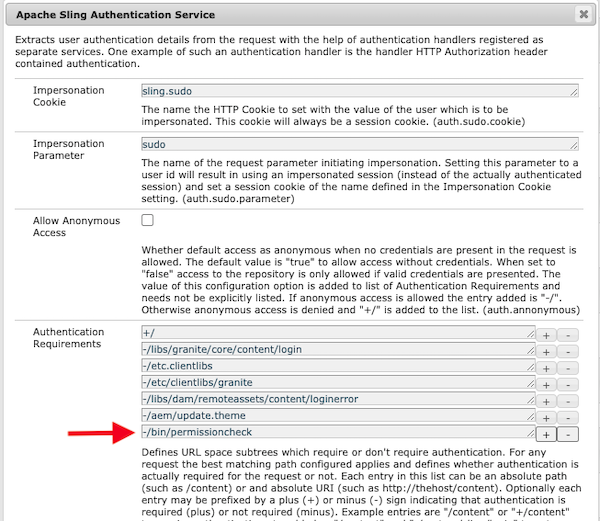 Apache Sling Authentication Service
Extracts user authentication details from the request with the help of authentication handlers registered as
separate services. One example of such an authentication handler is the handler HTTP Authorization header
contained authentication.
Impersonation
Cookie
sling.sudo
The name the HTTP Cookie to set with the value of the user which is to be
impersonated. This cookie will always be a session cookie. (auth.sudo.cookie)
Impersonation
Parameter
sudo
The name of the request parameter initiating impersonation. Setting this parameter to a
user id will result in using an impersonated session (instead of the actually authenticated
session) and set a session cookie of the name defined in the Impersonation Cookie
setting. (auth.sudo.parameter)
Allow Anonymous
Access
Whether default access as anonymous when no credentials are present in the request is
allowed. The default value is "true" to allow access without credentials. When set to
"false" access to the repository is only allowed if valid credentials are presented. The
value of this configuration option is added to list of Authentication Requirements and
needs not be explicitly listed. If anonymous access is allowed the entry added is "-/".
Otherwise anonymous access is denied and "+/" is added to the list. (auth.annonymous)
Authentication
Requirements
+/
+ -
-/libs/granite/core/content/login
+ -
-/etc.clientlibs
+ -
-/etc/clientlibs/granite
+ -
-/libs/dam/remoteassets/content/loginerror
+ -
-/aem/update.theme
+ -
-/bin/permissioncheck
+ -
Defines URL space subtrees which require or don't require authentication. For any
request the best matching path configured applies and defines whether authentication is
actually required for the request or not. Each entry in this list can be an absolute path
(such as /content) or and absolute URI (such as http://thehost/content). Optionally each
entry may be prefixed by a plus (+) or minus (-) sign indicating that authentication is
required (plus) or not required (minus). Example entries are "/content" or "+/content"